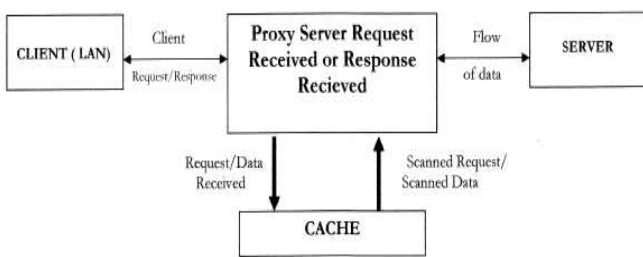 CLIENT ( LAN)
Client
Request/Response
Proxy Server Request
Received or Response
Recieved
Flow
of data
SERVER
Request/Data
Received
Scanned Request/
Scanned Data
CACHE